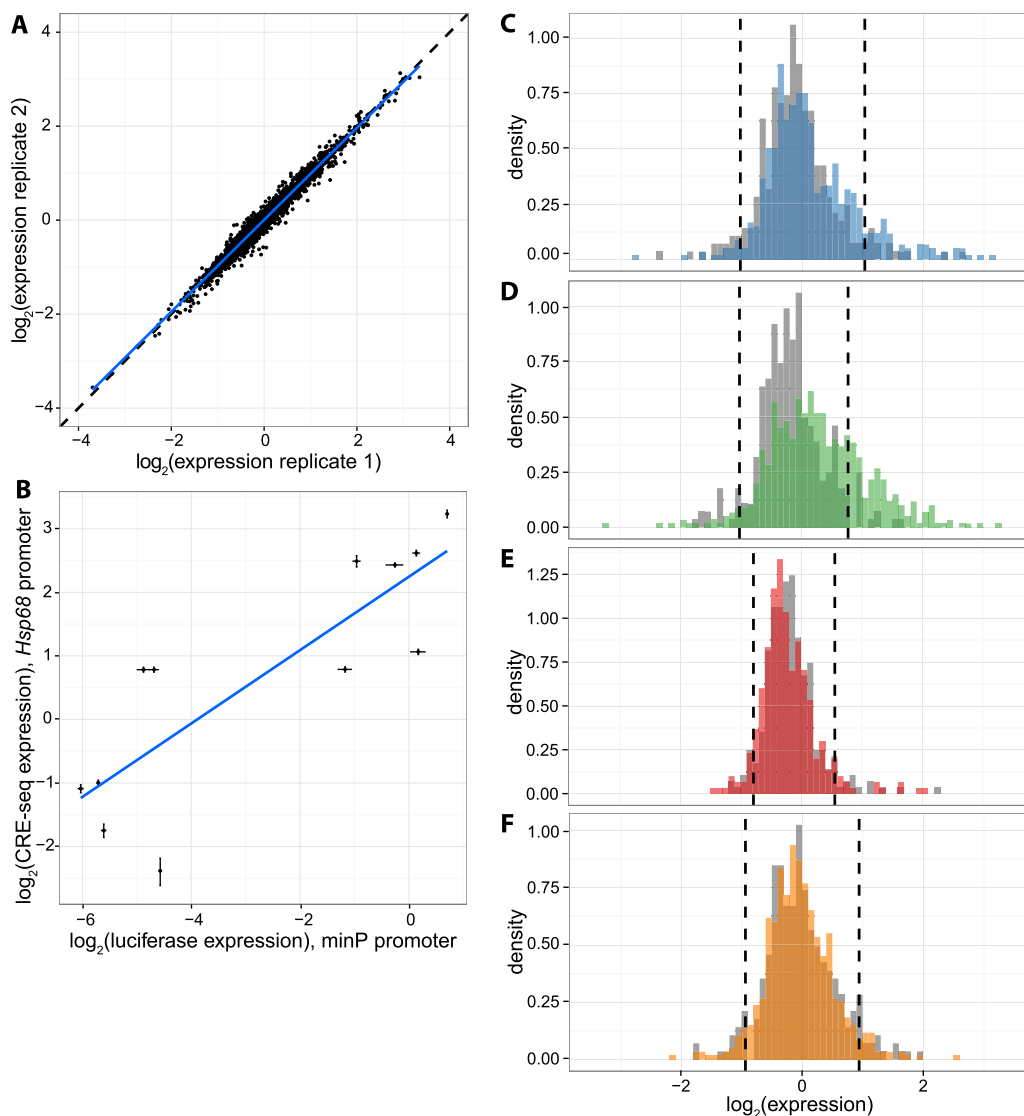 A
4
2
0
−2
−4
log2(expression replicate 2)
−4
−2
0
2
4
log2(expression replicate 1)
B
3
2
1
0
−1
−2
log2(CRE-seq expression), Hsp68 promoter
−6
−4
−2
0
log2(luciferase expression), minP promoter
C
1.00
0.75
0.50
0.25
0.00
density
D
1.00
0.75
0.50
0.25
0.00
density
E
1.25
1.00
0.75
0.50
0.25
0.00
density
F
1.00
0.75
0.50
0.25
0.00
density
−2
0
2
log2(expression)